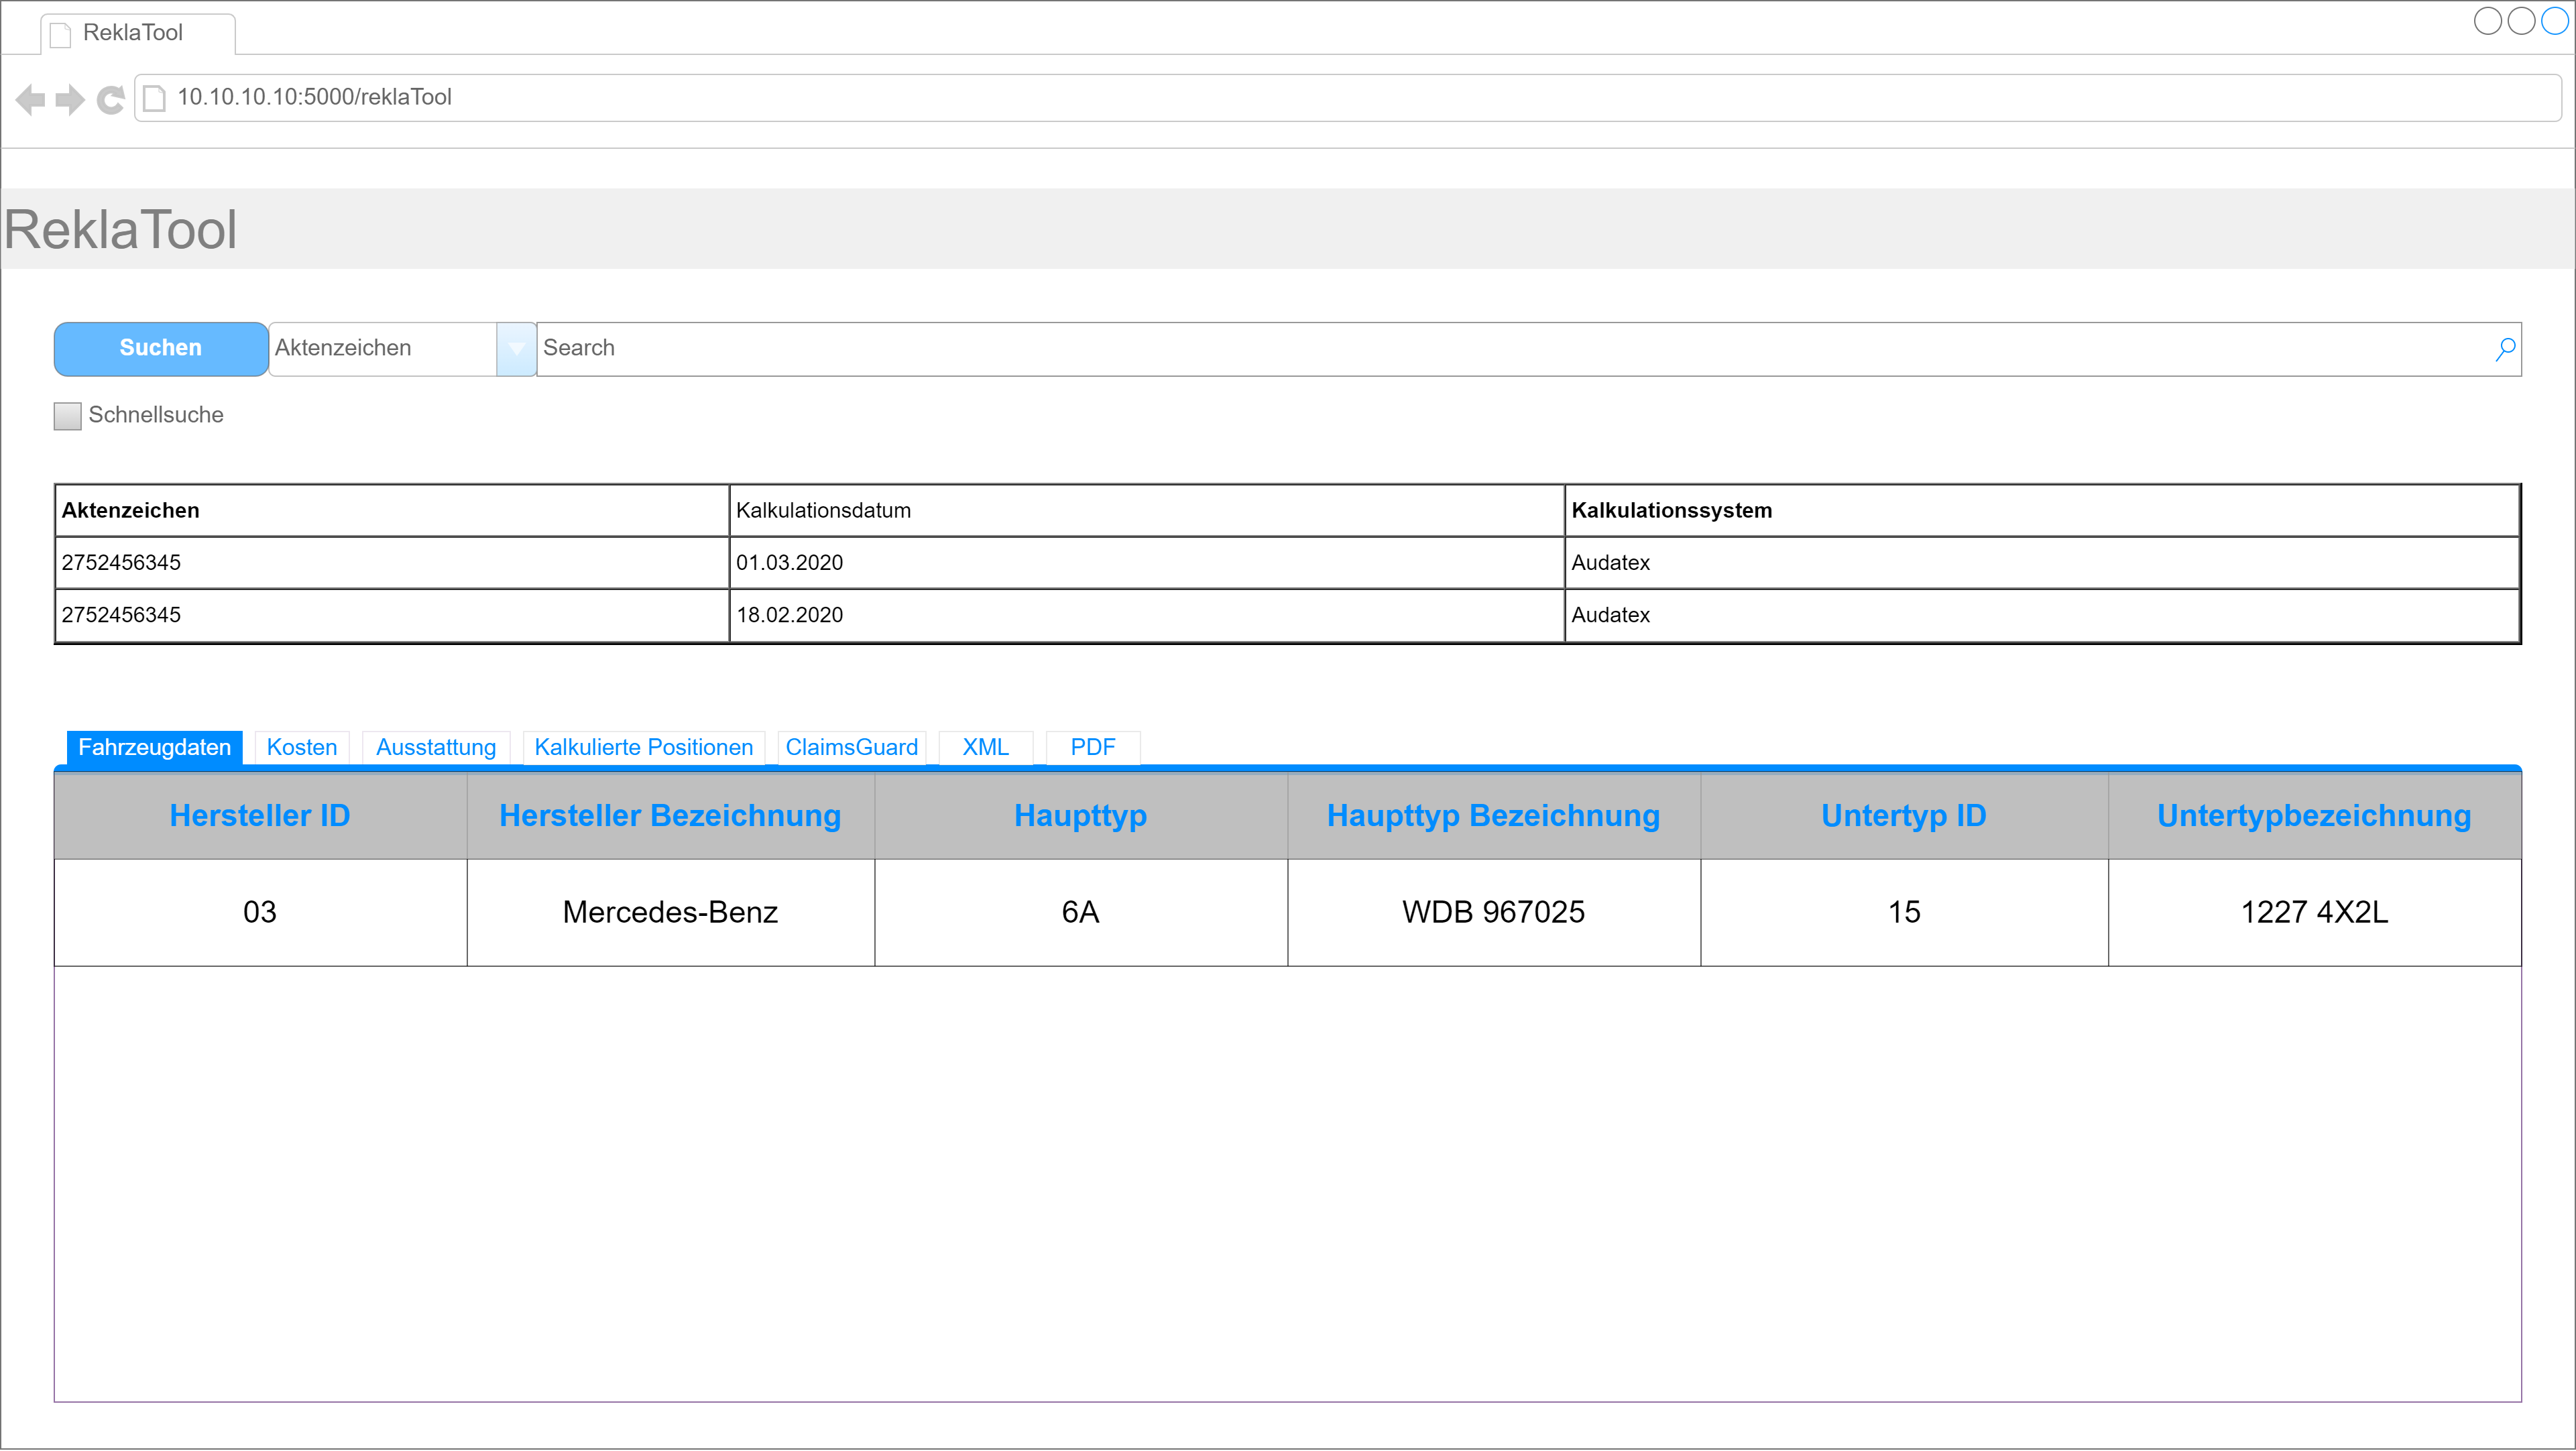 ReklaTool
10.10.10.10:5000/reklaTool
ReklaTool
Suchen Aktenzeichen Search
Schnellsuche
Aktenzeichen Kalkulationsdatum Kalkulationssystem
2752456345 01.03.2020 Audatex
2752456345 18.02.2020 Audatex
Fahrzeugdaten Kosten Ausstattung Kalkulierte Positionen ClaimsGuard XML PDF
Hersteller ID Hersteller Bezeichnung Haupttyp Haupttyp Bezeichnung Untertyp ID Untertypbezeichnung
03 Mercedes-Benz 6A WDB 967025 15 1227 4X2L